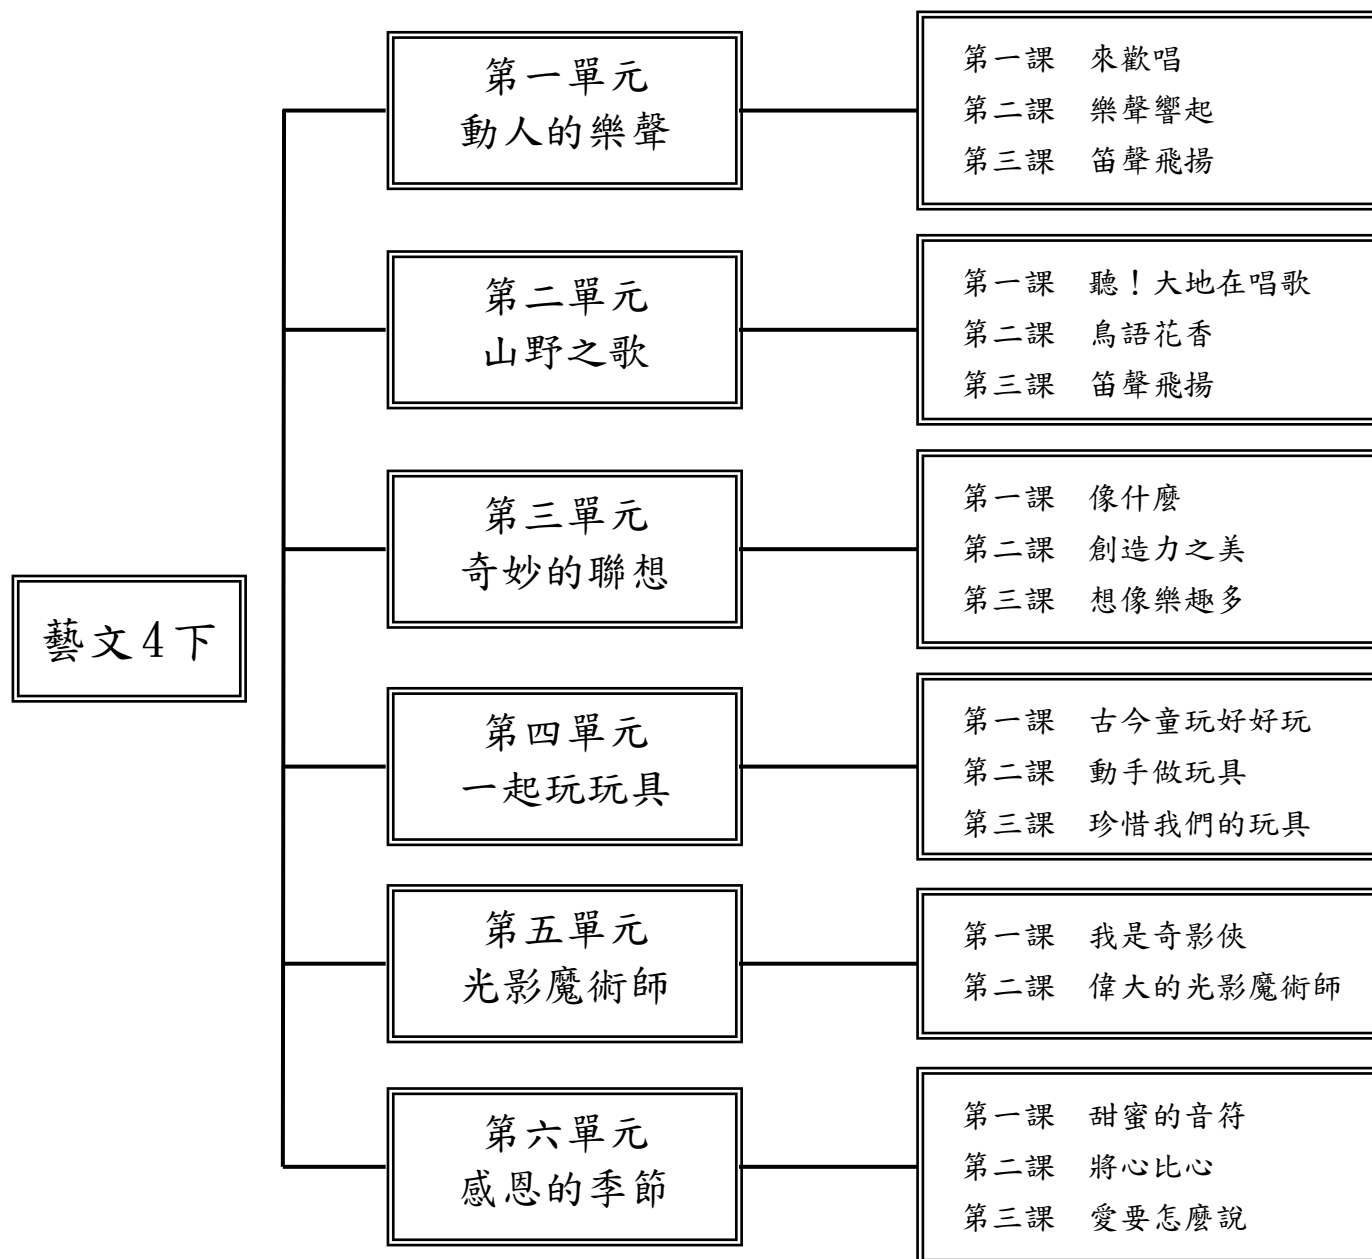 藝文4下
第一單元
動人的樂聲
第一課 來歡唱
第二課 樂聲響起
第三課 笛聲飛揚
第二單元
山野之歌
第一課 聽！大地在唱歌
第二課 鳥語花香
第三課 笛聲飛揚
第三單元
奇妙的聯想
第一課 像什麼
第二課 創造力之美
第三課 想像樂趣多
第四單元
一起玩玩具
第一課 古今童玩好好玩
第二課 動手做玩具
第三課 珍惜我們的玩具
第五單元
光影魔術師
第一課 我是奇影俠
第二課 偉大的光影魔術師
第六單元
感恩的季節
第一課 甜蜜的音符
第二課 將心比心
第三課 愛要怎麼說